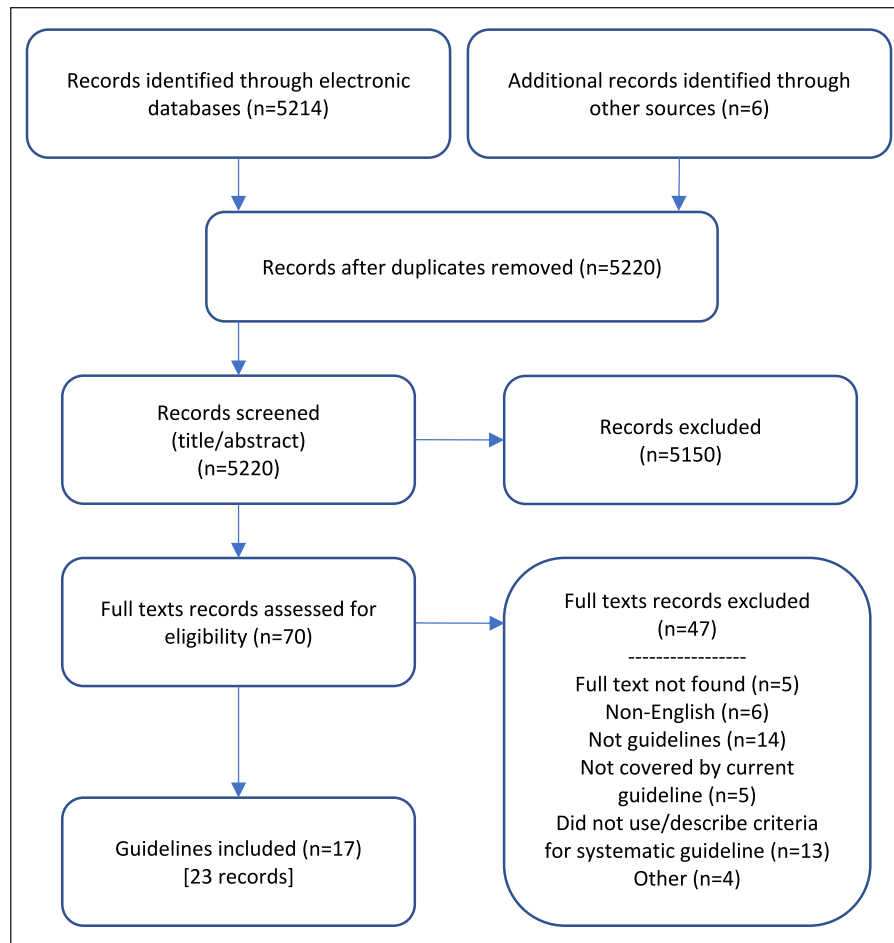 Records identified through electronic
databases (n=5214)
Additional records identified through
other sources (n=6)
Records after duplicates removed (n=5220)
Records screened
(title/abstract)
(n=5220)
Records excluded
(n=5150)
Full texts records assessed for
eligibility (n=70)
Full texts records excluded
(n=47)
-----------------
Full text not found (n=5)
Non-English (n=6)
Not guidelines (n=14)
Not covered by current
guideline (n=5)
Did not use/describe criteria
for systematic guideline (n=13)
Other (n=4)
Guidelines included (n=17)
[23 records]